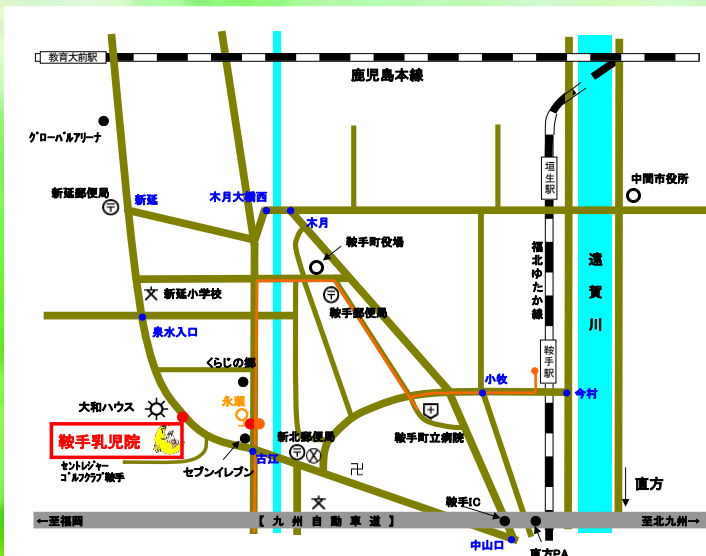 教育大前駅
鹿児島本線
グローバルアリーナ
新延郵便局
新延
木月大橋西
木月
垣生駅
中間市役所
鞍手町役場
福北ゆたか線
遠賀川
新延小学校
鞍手郵便局
泉水入口
くらじの郷
鞍手駅
小牧
今村
大和ハウス
永瀬
鞍手乳児院
新北郵便局
鞍手町立病院
セントレジャー
ゴルフクラブ鞍手
セブンイレブン
古江
卍
直方
鞍手IC
←至福岡
【 九 州 自 動 車 道 】
至北九州→
中山口
直方PA